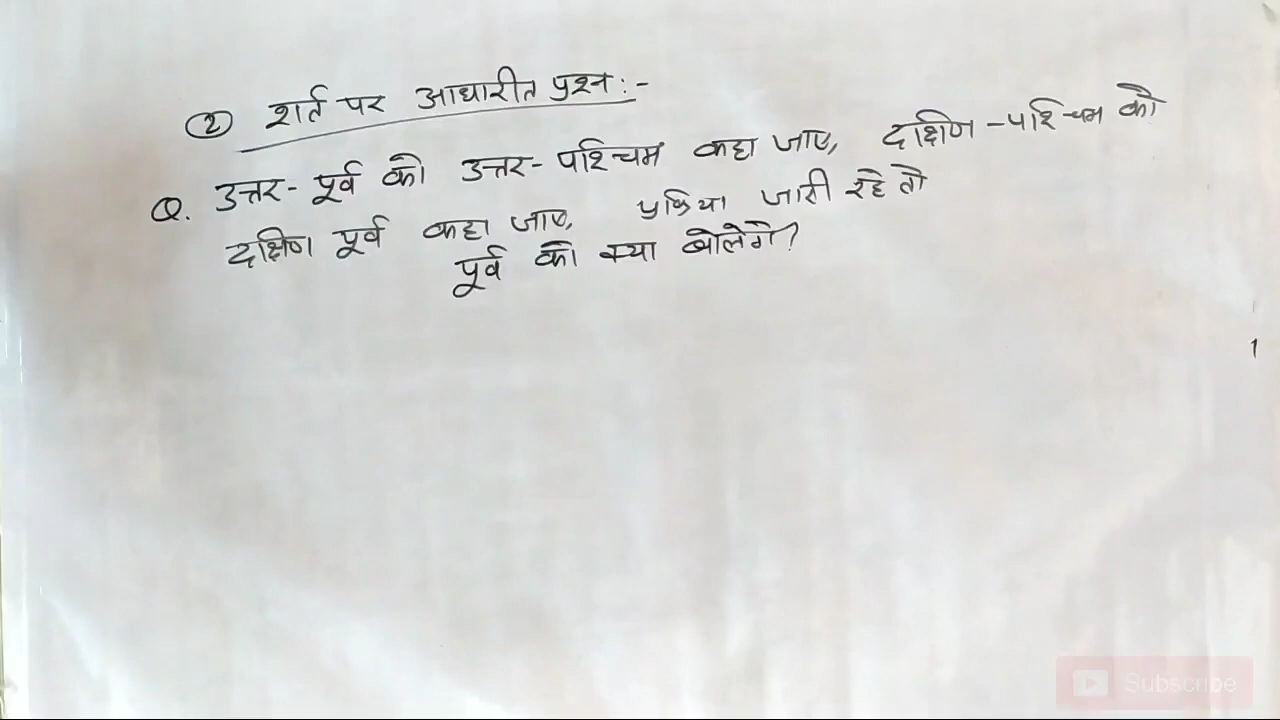 ② शर्त पर आधारीत प्रश्न :-
Q. उत्तर-पूर्व को उत्तर-पश्चिम कहा जाए, दक्षिण-पश्चिम को
दक्षिण पूर्व कहा जाए, प्रक्रिया जारी रहे तो
पूर्व को क्या बोलेगे?
1
Subscribe